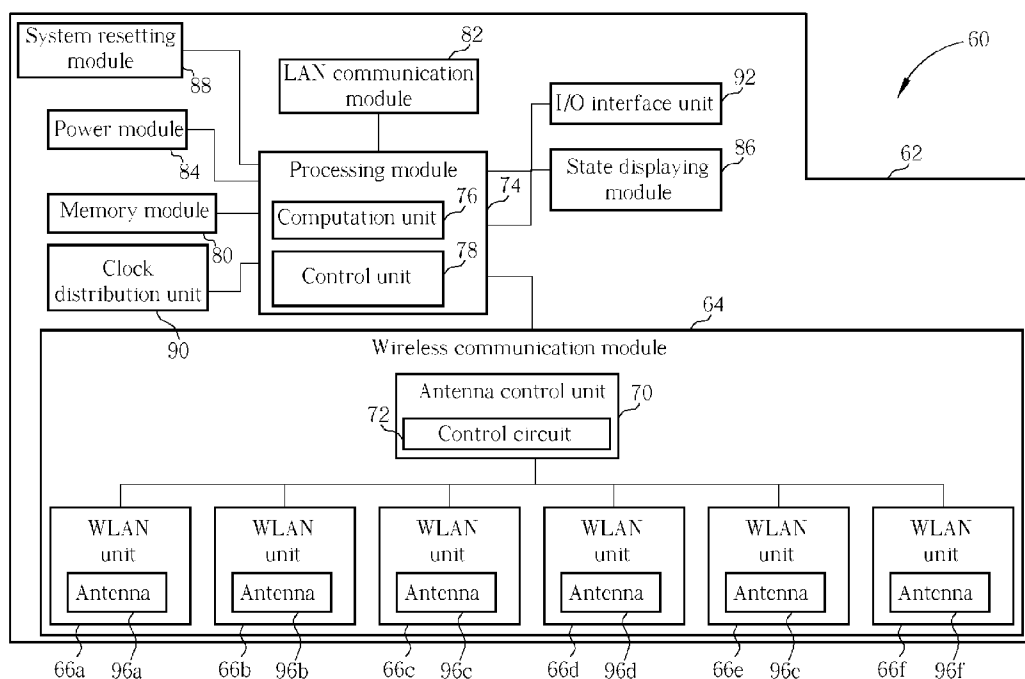 System resetting
module
88
82
LAN communication
module
60
92
I/O interface unit
Power module
84
86
State displaying
module
62
Processing module
74
76
Computation unit
Memory module
80
78
Control unit
Clock
distribution unit
90
64
Wireless communication module
Antenna control unit
70
72
Control circuit
WLAN
unit
Antenna
WLAN
unit
Antenna
WLAN
unit
Antenna
WLAN
unit
Antenna
WLAN
unit
Antenna
WLAN
unit
Antenna
66a 96a 66b 96b 66c 96c 66d 96d 66e 96c 66f 96f